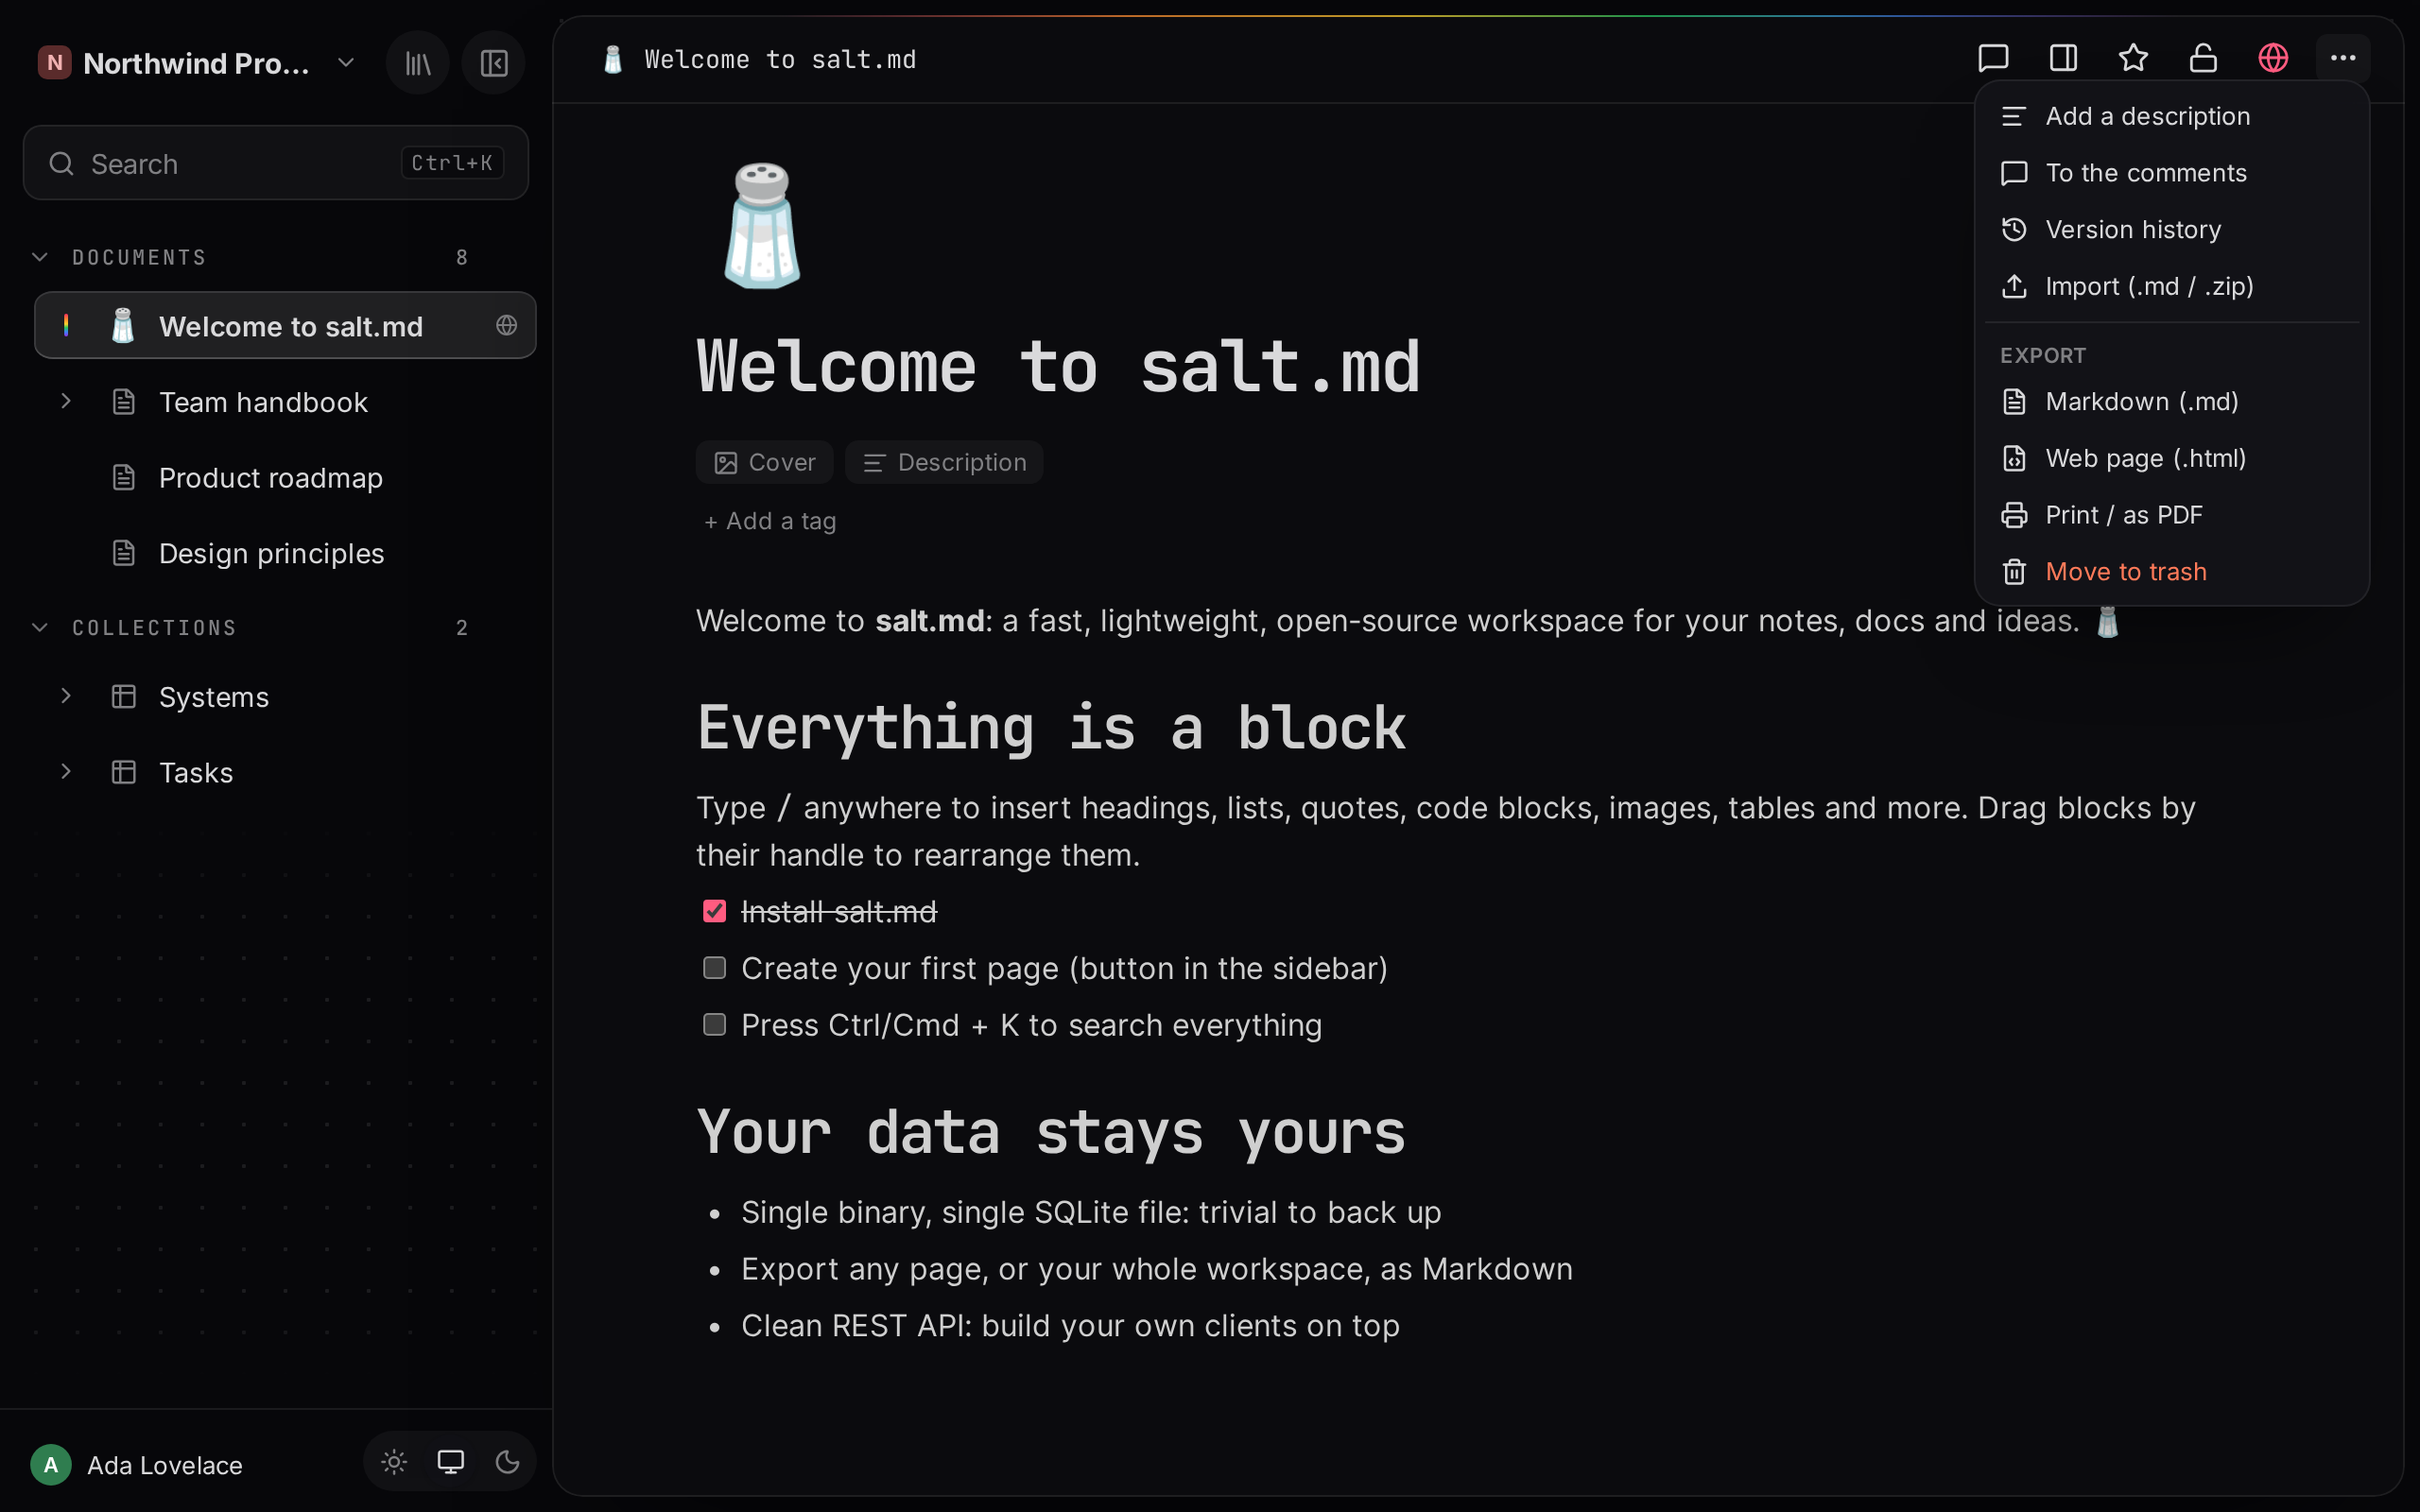 N Northwind Pro...
Search Ctrl+K
DOCUMENTS 8
Welcome to salt.md
Team handbook
Product roadmap
Design principles
COLLECTIONS 2
Systems
Tasks
A Ada Lovelace
Welcome to salt.md
Welcome to salt.md
Cover Description
+ Add a tag
Welcome to salt.md: a fast, lightweight, open-source workspace for your notes, docs and ideas.
Everything is a block
Type / anywhere to insert headings, lists, quotes, code blocks, images, tables and more. Drag blocks by
their handle to rearrange them.
Install salt.md
Create your first page (button in the sidebar)
Press Ctrl/Cmd + K to search everything
Your data stays yours
• Single binary, single SQLite file: trivial to back up
• Export any page, or your whole workspace, as Markdown
• Clean REST API: build your own clients on top
Add a description
To the comments
Version history
Import (.md / .zip)
EXPORT
Markdown (.md)
Web page (.html)
Print / as PDF
Move to trash